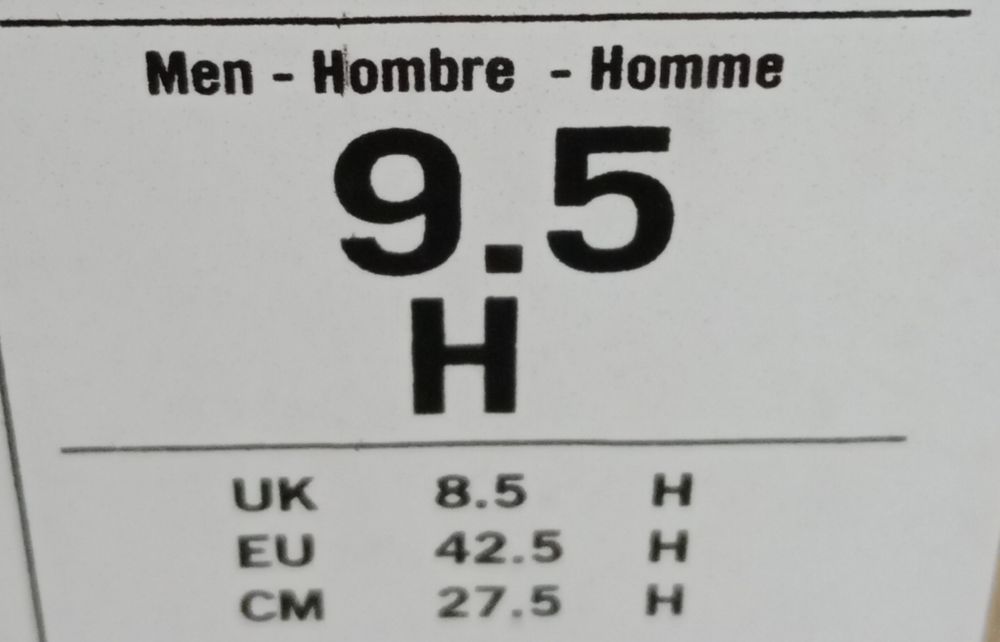 Men - Hombre - Homme
9.5
H
UK 8.5 H
EU 42.5 H
CM 27.5 H